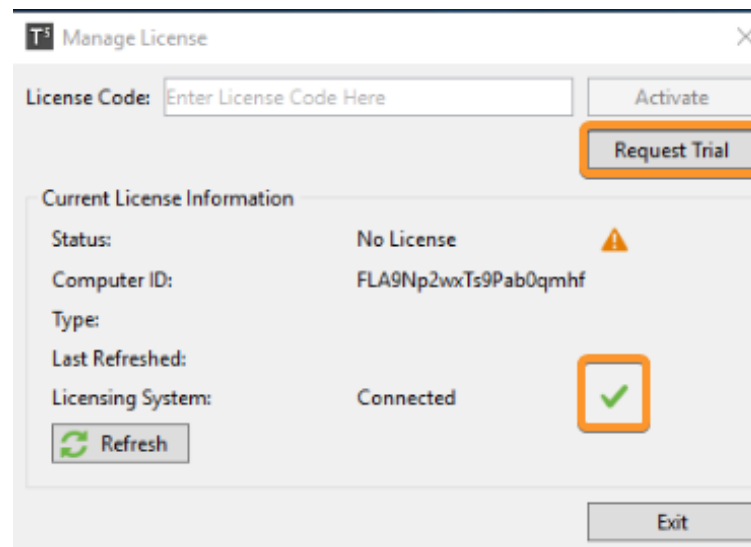 T5 Manage License
License Code: Enter License Code Here Activate
Request Trial
Current License Information
Status: No License
Computer ID: FLA9Np2wxTs9Pab0qmhf
Type:
Last Refreshed:
Licensing System: Connected
Refresh
Exit